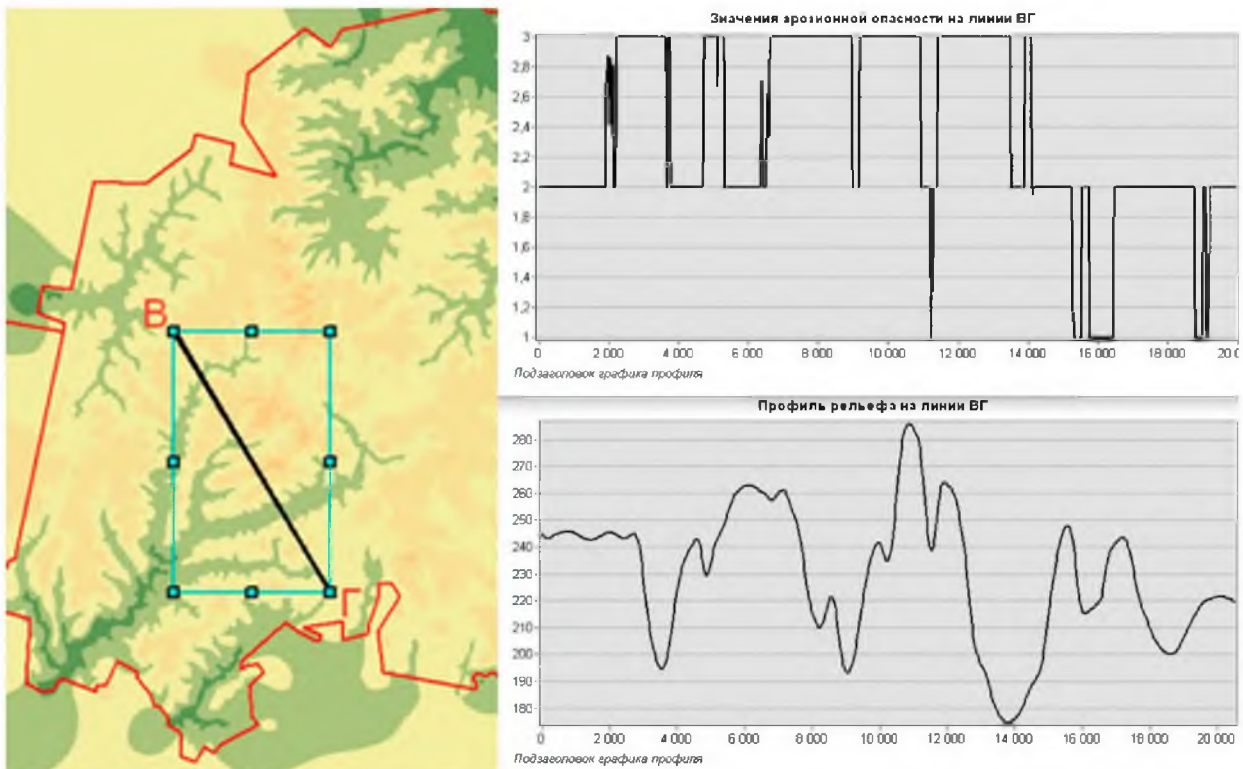 В
Г
Значения эрозионной опасности на линии ВГ
3
2,8
2,6
2,4
2,2
2
1,8
1,6
1,4
1,2
1
0 2 000 4 000 6 000 8 000 10 000 12 000 14 000 16 000 18 000 20 0
Подзаголовок графика профиля
Профиль рельефа на линии ВГ
280
270
260
250
240
230
220
210
200
190
180
0 2 000 4 000 6 000 8 000 10 000 12 000 14 000 16 000 18 000 20 000
Подзаголовок графика профиля